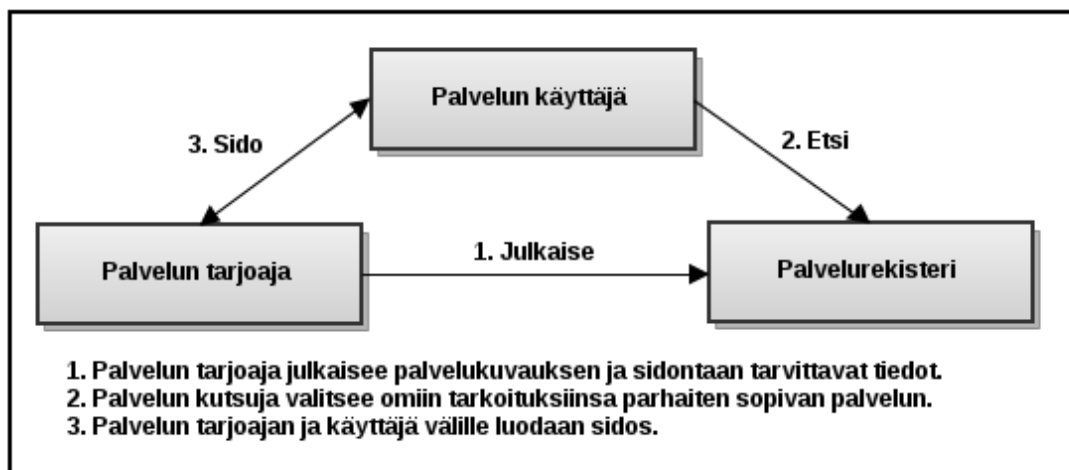 Palvelun käyttäjä
3. Sido
2. Etsi
Palvelun tarjoaja
1. Julkaise
Palvelurekisteri
1. Palvelun tarjoaja julkaisee palvelukuvauksen ja sidontaan tarvittavat tiedot.
2. Palvelun kutsuja valitsee omiin tarkoituksiinsa parhaiten sopivan palvelun.
3. Palvelun tarjoajan ja käyttäjä välille luodaan sidos.